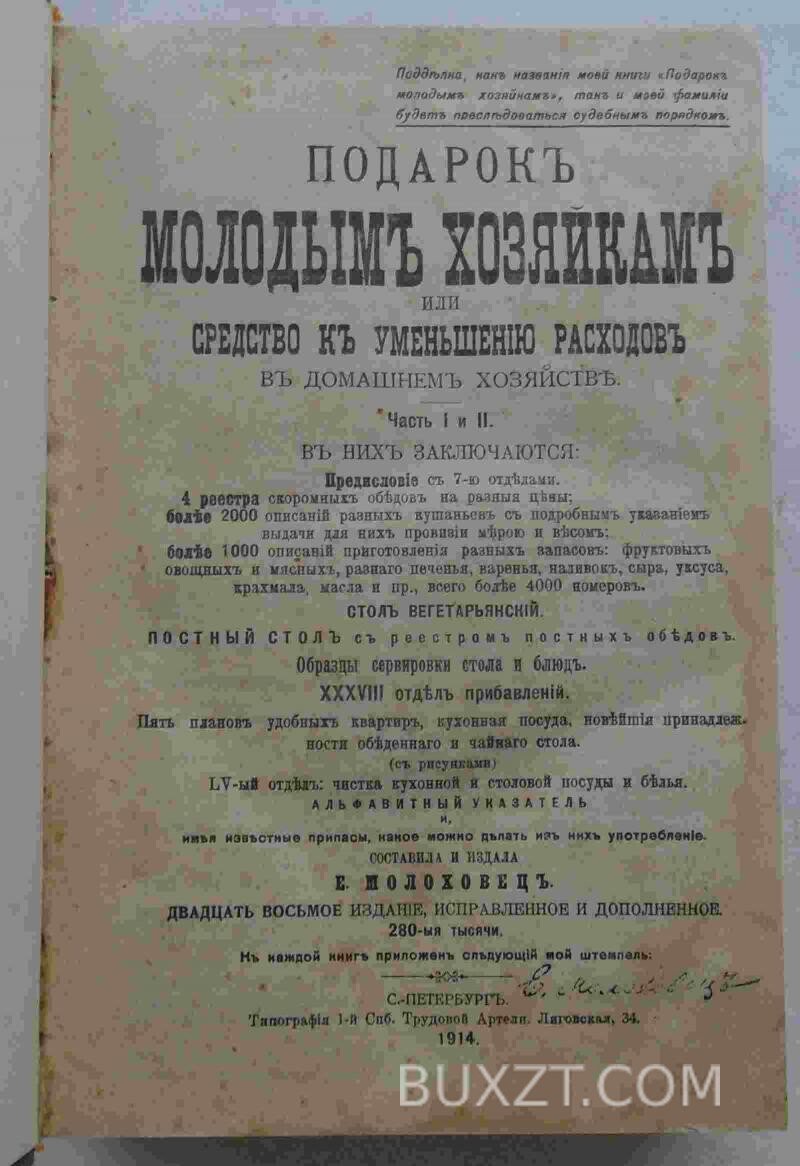 Поддѣлка, какъ названія моей книги «Подарокъ
молодымъ хозяйкамъ», такъ и моей фамиліи
будетъ преслѣдоваться судебнымъ порядкомъ.
ПОДАРОКЪ
МОЛОДЫМЪ ХОЗЯЙКАМЪ
ИЛИ
СРЕДСТВО КЪ УМЕНЬШЕНІЮ РАСХОДОВЪ
ВЪ ДОМАШНЕМЪ ХОЗЯЙСТВѢ.
Часть I и II.
ВЪ НИХЪ ЗАКЛЮЧАЮТСЯ:
Предисловіе съ 7-ю отдѣлами.
4 реестра скоромныхъ обѣдовъ на разныя цѣны;
болѣе 2000 описаній разныхъ кушаньевъ съ подробнымъ указаніемъ
выдачи для нихъ провизіи мѣрою и вѣсомъ;
болѣе 1000 описаній приготовленія разныхъ запасовъ: фруктовыхъ
овощныхъ и мясныхъ, разнаго печенья, варенья, наливокъ, сыра, уксуса,
крахмала, масла и пр., всего болѣе 4000 номеровъ.
СТОЛЪ ВЕГЕТАРЬЯНСКІЙ.
ПОСТНЫЙ СТОЛЪ съ реестромъ постныхъ обѣдовъ.
Образцы сервировки стола и блюдъ.
XXXVIII отдѣлъ прибавленій.
Пять плановъ удобныхъ квартиръ, кухонная посуда, новѣйшія принадлеж-
ности обѣденнаго и чайнаго стола.
(съ рисунками)
LV-ый отдѣлъ: чистка кухонной и столовой посуды и бѣлья.
АЛЬФАВИТНЫЙ УКАЗАТЕЛЬ
и,
имѣя извѣстные припасы, какое можно дѣлать изъ нихъ употребленіе.
СОСТАВИЛА И ИЗДАЛА
Е. МОЛОХОВЕЦЪ.
ДВАДЦАТЬ ВОСЬМОЕ ИЗДАНІЕ, ИСПРАВЛЕННОЕ И ДОПОЛНЕННОЕ.
280-ыя тысячи.
Къ каждой книгѣ приложенъ слѣдующій мой штемпель:
Е. Молоховецъ
С.-ПЕТЕРБУРГЪ.
Типографія 1-й Спб. Трудовой Артели. Лиговская, 34.
1914.
BUXZT.COM